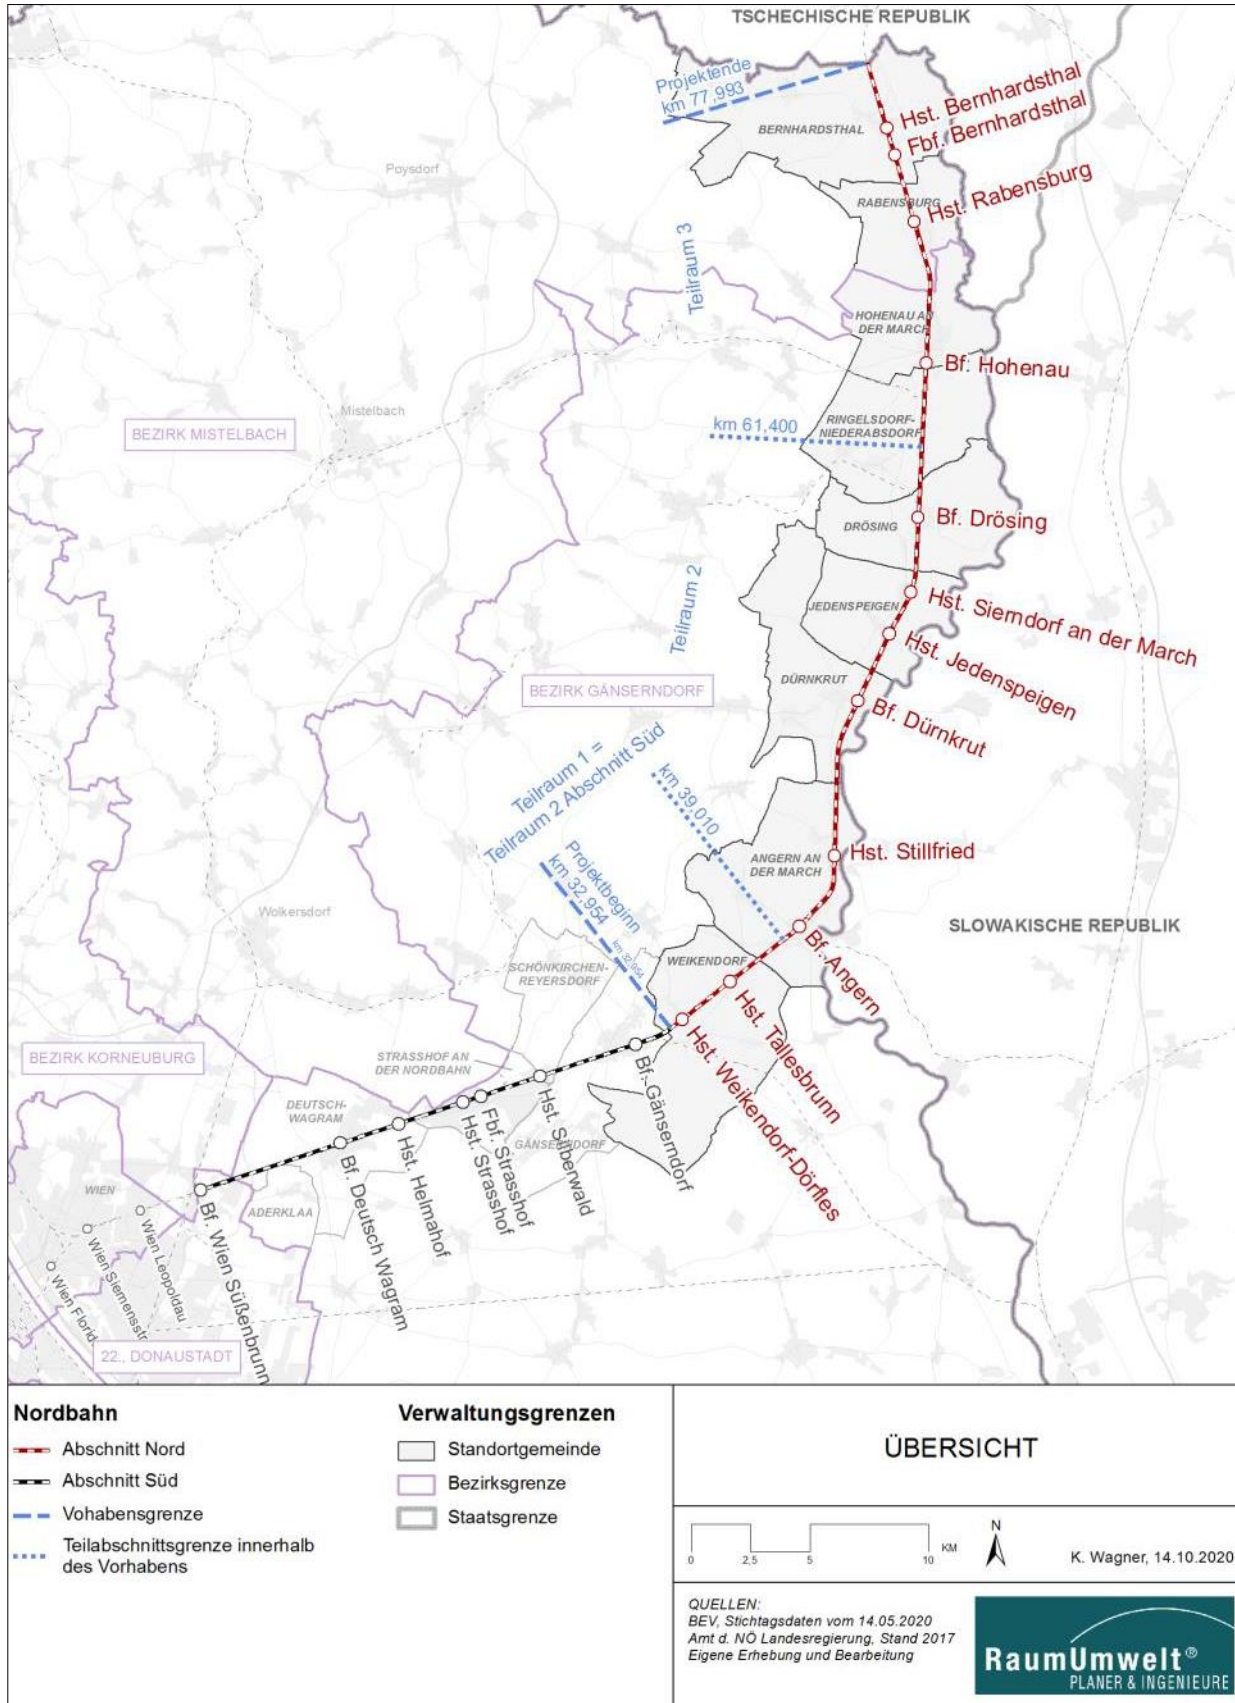 TSCHECHISCHE REPUBLIK
Projektende
km 77,993
Hst. Bernhardsthal
Fbf. Bernhardsthal
BERNHARDSTHAL
Poysdorf
RABENSBURG
Hst. Rabensburg
Teilraum 3
HOHENAU AN
DER MARCH
Bf. Hohenau
Mistelbach
BEZIRK MISTELBACH
km 61,400
RINGELSDORF-
NIEDERABSDORF
DRÖSING
Bf. Drösing
Teilraum 2
JEDENSPEIGEN
Hst. Sierndorf an der March
Hst. Jedenspeigen
DÜRNKRUT
Bf. Dürnkrut
BEZIRK GÄNSERNDORF
Teilraum 1 =
Teilraum 2 Abschnitt Süd
km 39,010
Projektbeginn
km 32,954
km 32,954
ANGERN AN
DER MARCH
Hst. Stillfried
Wolkersdorf
SLOWAKISCHE REPUBLIK
SCHÖNKIRCHEN-
REYERSDORF
WEIKENDORF
Bf. Angern
Hst. Tallesbrunn
Hst. Weikendorf-Dörfles
BEZIRK KORNEUBURG
STRASSHOF AN
DER NORDBAHN
Bf. Gänserndorf
DEUTSCH-
WAGRAM
Hst. Silberwald
GÄNSERNDORF
Fbf. Strasshof
Hst. Strasshof
Hst. Helmahof
Bf. Deutsch Wagram
WIEN
ADERKLAA
Bf. Wien Süßenbrunn
Wien Leopoldau
Wien Siemensstr
Wien Florid
22., DONAUSTADT
Nordbahn
Abschnitt Nord
Abschnitt Süd
Vohabensgrenze
Teilabschnittsgrenze innerhalb
des Vorhabens
Verwaltungsgrenzen
Standortgemeinde
Bezirksgrenze
Staatsgrenze
ÜBERSICHT
0 2,5 5 10 KM
N
K. Wagner, 14.10.2020
QUELLEN:
BEV, Stichtagsdaten vom 14.05.2020
Amt d. NÖ Landesregierung, Stand 2017
Eigene Erhebung und Bearbeitung
RaumUmwelt®
PLANER & INGENIEURE